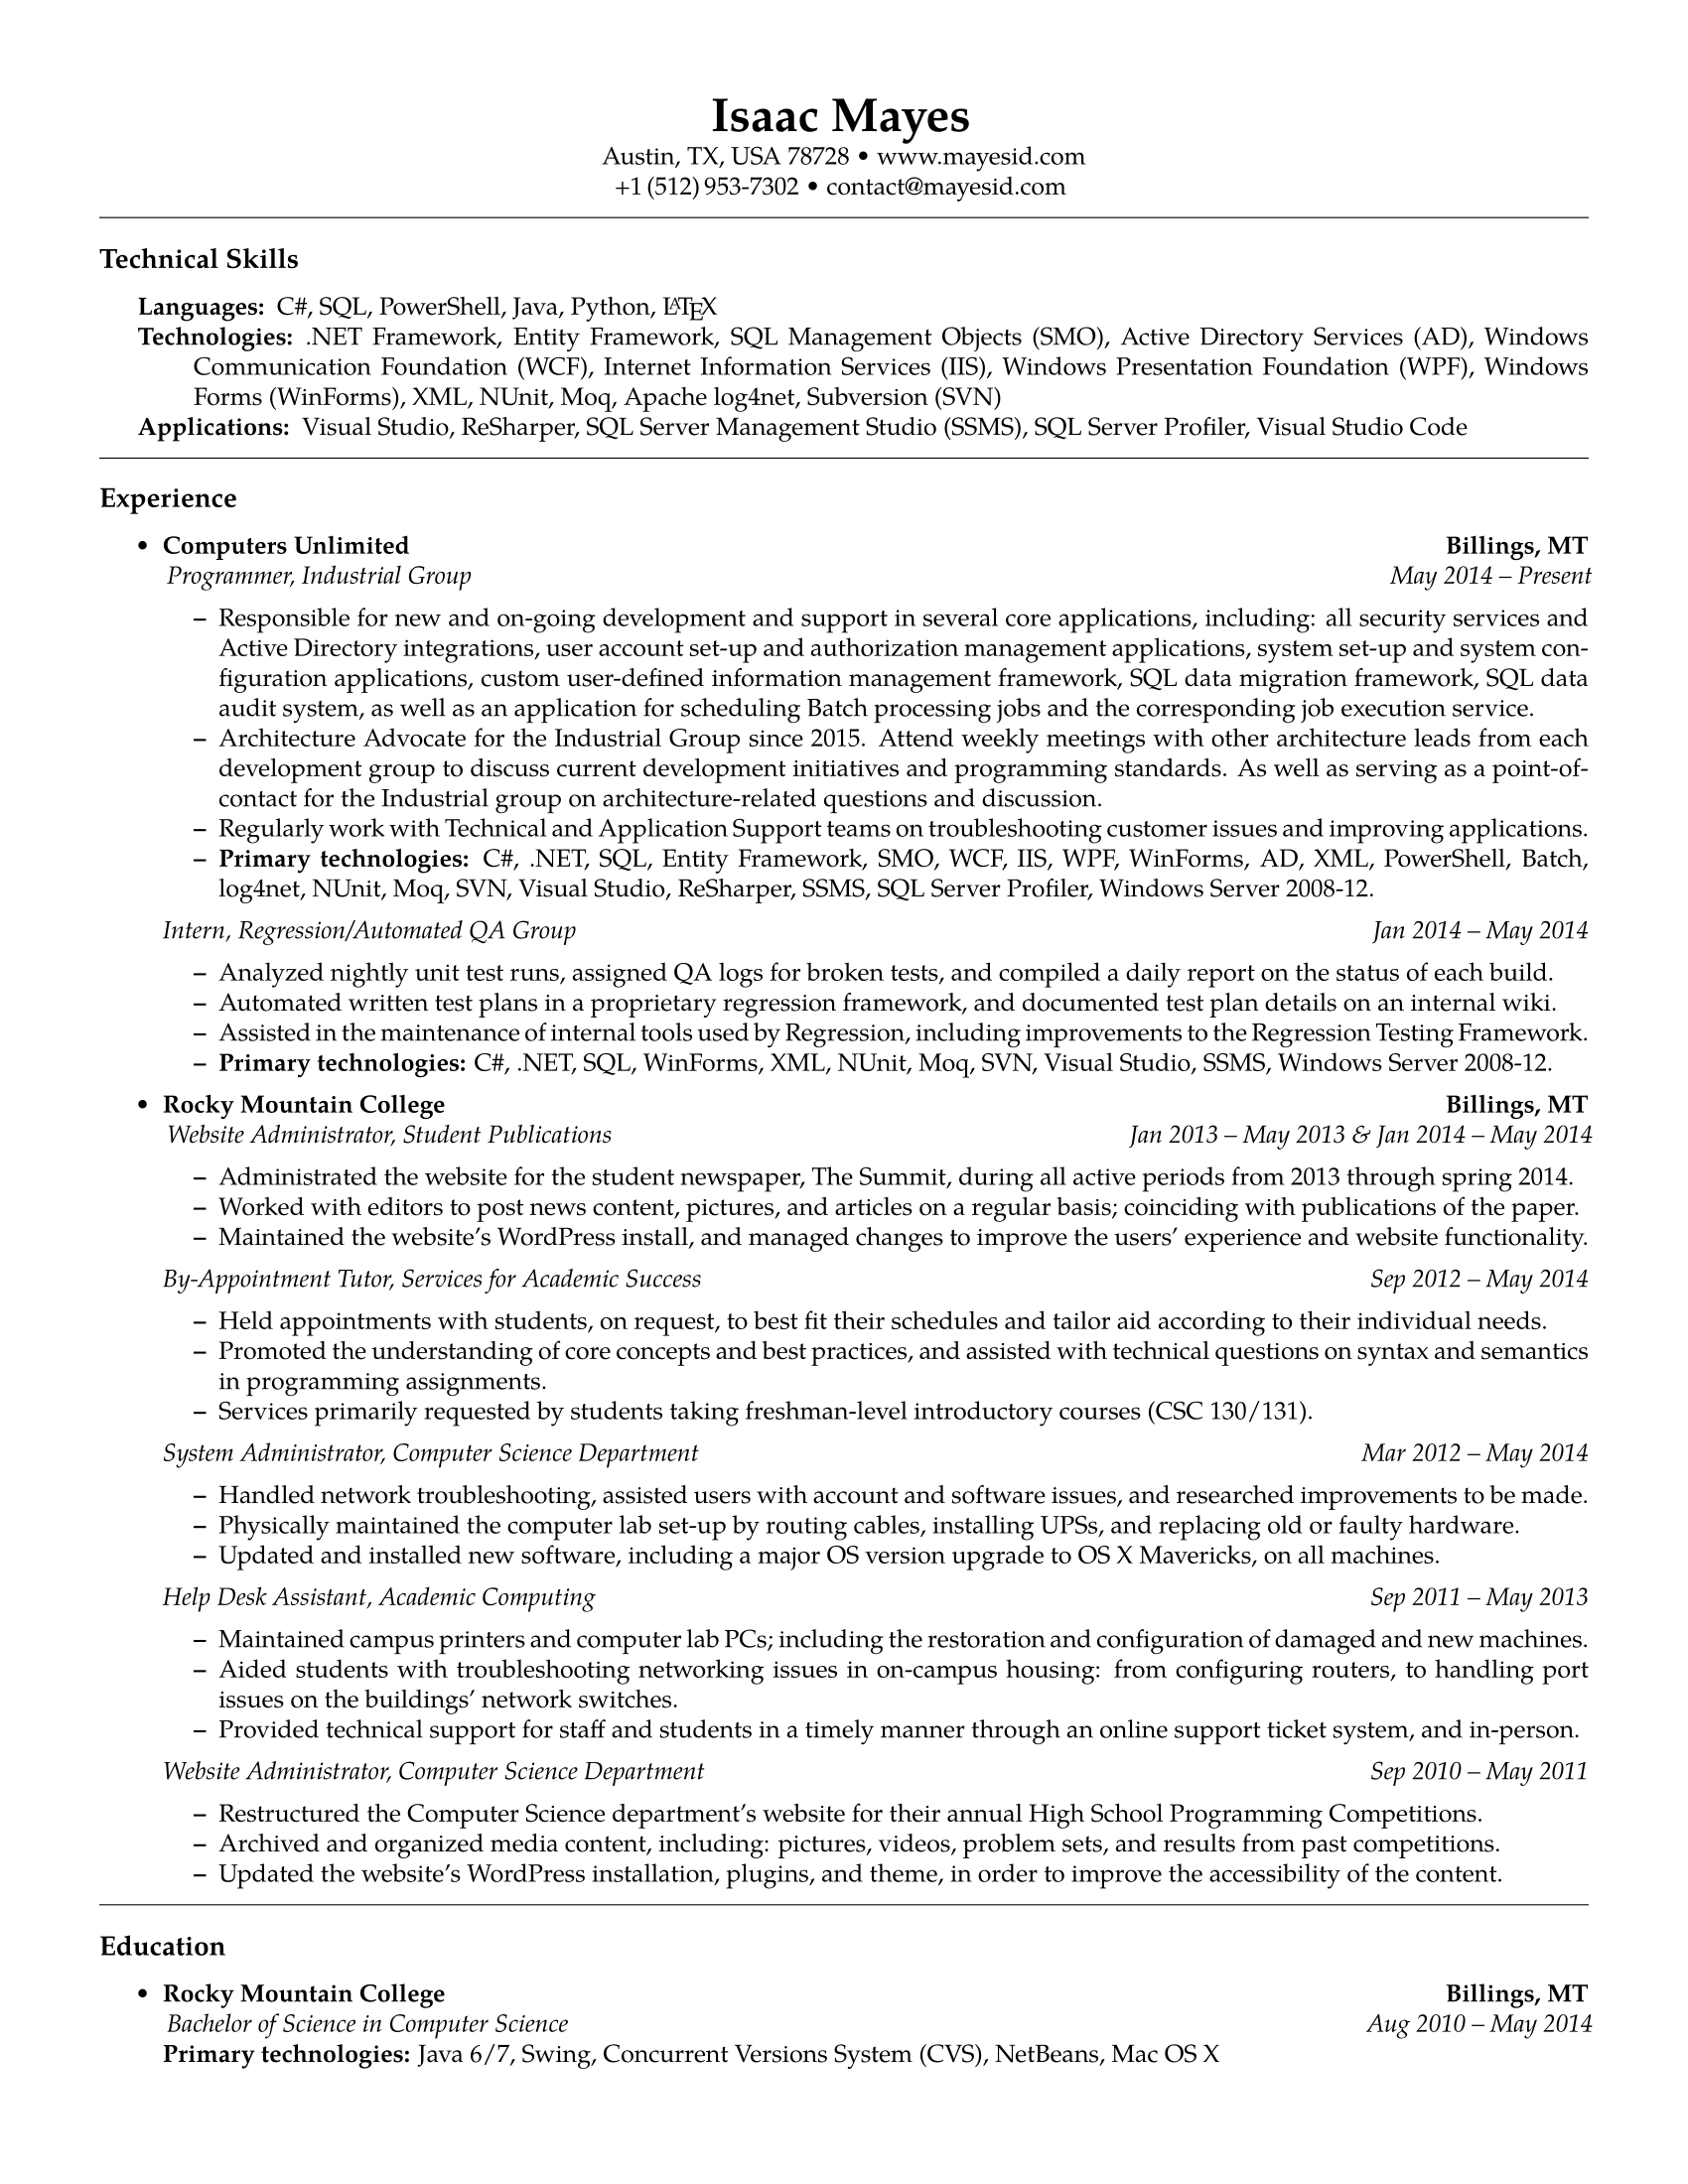 Isaac Mayes
Austin, TX, USA 78728 • www.mayesid.com
+1 (512) 953-7302 • contact@mayesid.com
Technical Skills
Languages: C#, SQL, PowerShell, Java, Python, LATEX
Technologies: .NET Framework, Entity Framework, SQL Management Objects (SMO), Active Directory Services (AD), Windows
Communication Foundation (WCF), Internet Information Services (IIS), Windows Presentation Foundation (WPF), Windows
Forms (WinForms), XML, NUnit, Moq, Apache log4net, Subversion (SVN)
Applications: Visual Studio, ReSharper, SQL Server Management Studio (SSMS), SQL Server Profiler, Visual Studio Code
Experience
• Computers Unlimited Billings, MT
Programmer, Industrial Group May 2014 – Present
– Responsible for new and on-going development and support in several core applications, including: all security services and
Active Directory integrations, user account set-up and authorization management applications, system set-up and system con-
figuration applications, custom user-defined information management framework, SQL data migration framework, SQL data
audit system, as well as an application for scheduling Batch processing jobs and the corresponding job execution service.
– Architecture Advocate for the Industrial Group since 2015. Attend weekly meetings with other architecture leads from each
development group to discuss current development initiatives and programming standards. As well as serving as a point-of-
contact for the Industrial group on architecture-related questions and discussion.
– Regularly work with Technical and Application Support teams on troubleshooting customer issues and improving applications.
– Primary technologies: C#, .NET, SQL, Entity Framework, SMO, WCF, IIS, WPF, WinForms, AD, XML, PowerShell, Batch,
log4net, NUnit, Moq, SVN, Visual Studio, ReSharper, SSMS, SQL Server Profiler, Windows Server 2008-12.
Intern, Regression/Automated QA Group Jan 2014 – May 2014
– Analyzed nightly unit test runs, assigned QA logs for broken tests, and compiled a daily report on the status of each build.
– Automated written test plans in a proprietary regression framework, and documented test plan details on an internal wiki.
– Assisted in the maintenance of internal tools used by Regression, including improvements to the Regression Testing Framework.
– Primary technologies: C#, .NET, SQL, WinForms, XML, NUnit, Moq, SVN, Visual Studio, SSMS, Windows Server 2008-12.
• Rocky Mountain College Billings, MT
Website Administrator, Student Publications Jan 2013 – May 2013 & Jan 2014 – May 2014
– Administrated the website for the student newspaper, The Summit, during all active periods from 2013 through spring 2014.
– Worked with editors to post news content, pictures, and articles on a regular basis; coinciding with publications of the paper.
– Maintained the website's WordPress install, and managed changes to improve the users' experience and website functionality.
By-Appointment Tutor, Services for Academic Success Sep 2012 – May 2014
– Held appointments with students, on request, to best fit their schedules and tailor aid according to their individual needs.
– Promoted the understanding of core concepts and best practices, and assisted with technical questions on syntax and semantics
in programming assignments.
– Services primarily requested by students taking freshman-level introductory courses (CSC 130/131).
System Administrator, Computer Science Department Mar 2012 – May 2014
– Handled network troubleshooting, assisted users with account and software issues, and researched improvements to be made.
– Physically maintained the computer lab set-up by routing cables, installing UPSs, and replacing old or faulty hardware.
– Updated and installed new software, including a major OS version upgrade to OS X Mavericks, on all machines.
Help Desk Assistant, Academic Computing Sep 2011 – May 2013
– Maintained campus printers and computer lab PCs; including the restoration and configuration of damaged and new machines.
– Aided students with troubleshooting networking issues in on-campus housing: from configuring routers, to handling port
issues on the buildings' network switches.
– Provided technical support for staff and students in a timely manner through an online support ticket system, and in-person.
Website Administrator, Computer Science Department Sep 2010 – May 2011
– Restructured the Computer Science department's website for their annual High School Programming Competitions.
– Archived and organized media content, including: pictures, videos, problem sets, and results from past competitions.
– Updated the website's WordPress installation, plugins, and theme, in order to improve the accessibility of the content.
Education
• Rocky Mountain College Billings, MT
Bachelor of Science in Computer Science Aug 2010 – May 2014
Primary technologies: Java 6/7, Swing, Concurrent Versions System (CVS), NetBeans, Mac OS X